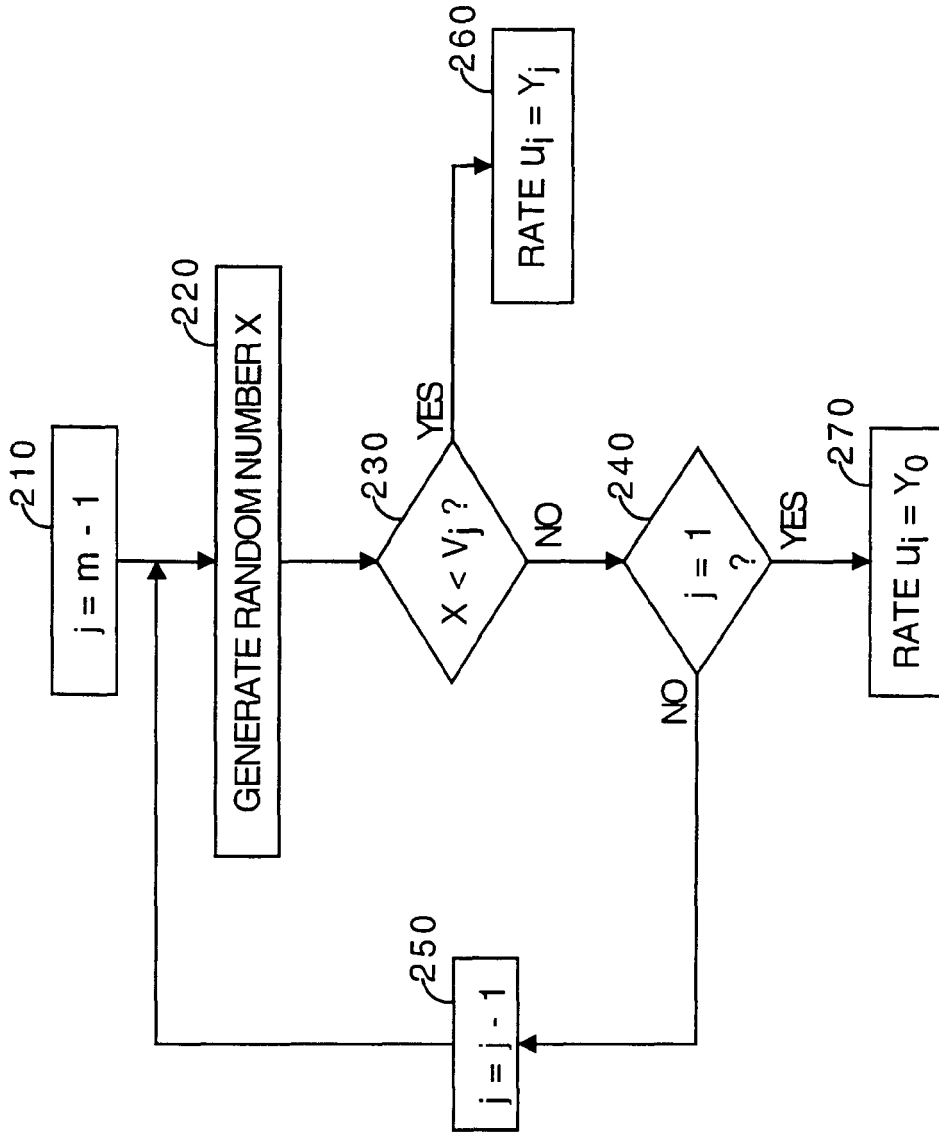 210
j = m - 1
220
GENERATE RANDOM NUMBER X
230
X < Vj ?
YES
NO
260
RATE ui = Yj
240
j = 1
?
NO
YES
250
j = j - 1
270
RATE ui = Y0